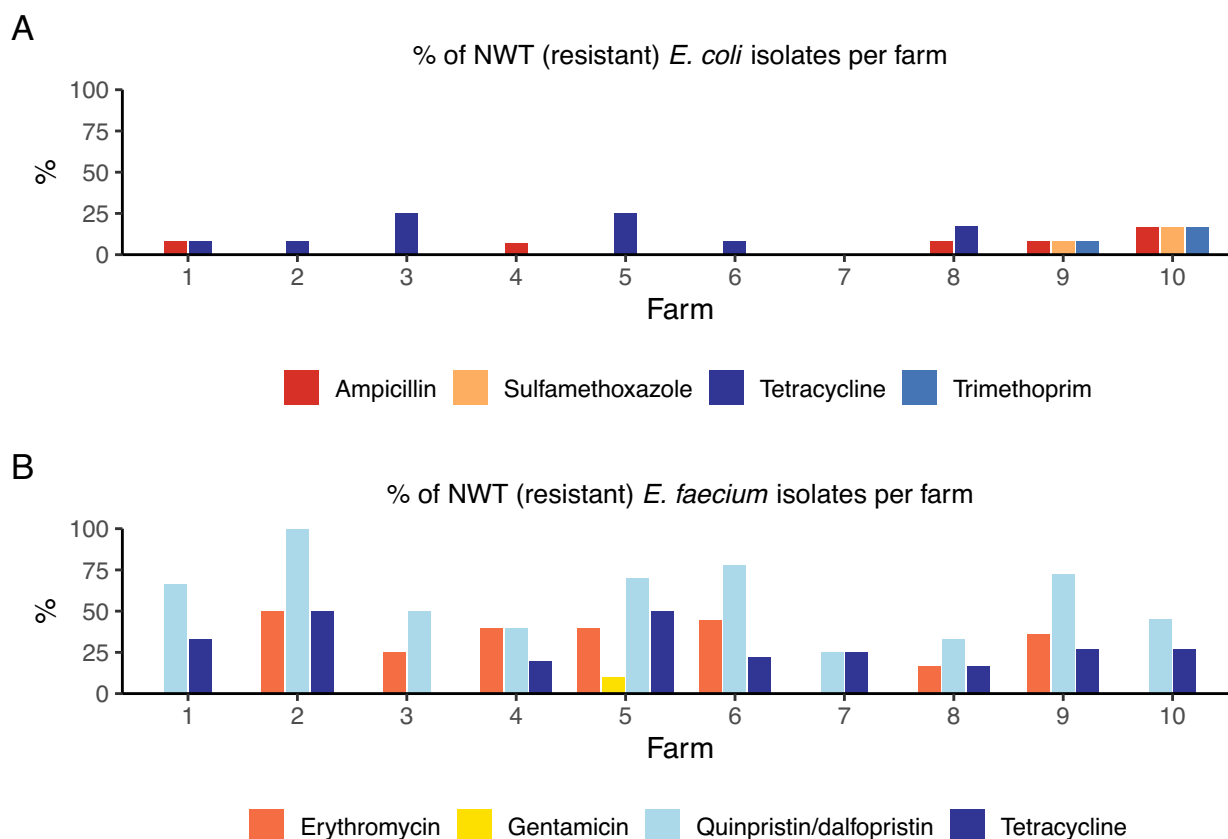 A
% of NWT (resistant) E. coli isolates per farm
100
75
50
25
0
%
1 2 3 4 5 6 7 8 9 10
Farm
Ampicillin Sulfamethoxazole Tetracycline Trimethoprim
B
% of NWT (resistant) E. faecium isolates per farm
100
75
50
25
0
%
1 2 3 4 5 6 7 8 9 10
Farm
Erythromycin Gentamicin Quinpristin/dalfopristin Tetracycline